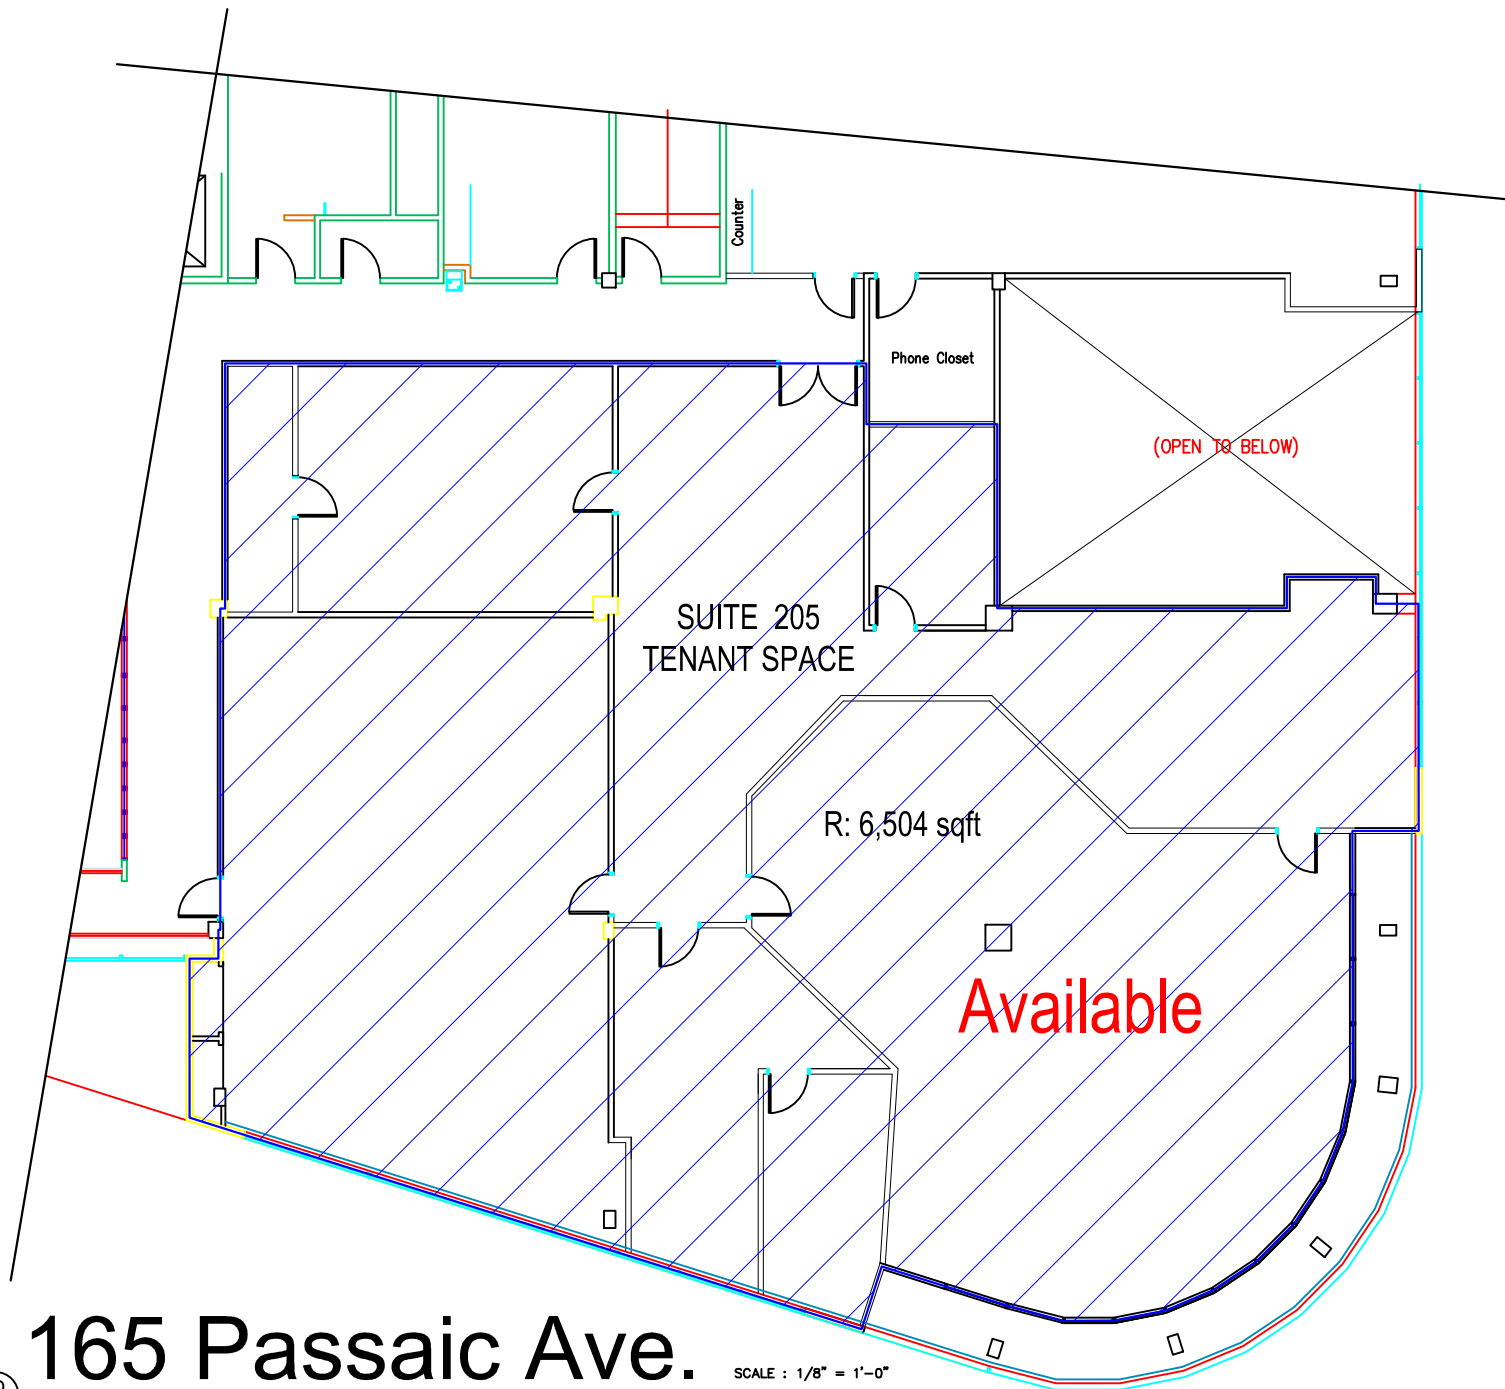 Counter
Phone Closet
(OPEN TO BELOW)
SUITE 205
TENANT SPACE
R: 6,504 sqft
Available
165 Passaic Ave.
SCALE : 1/8" = 1'-0"